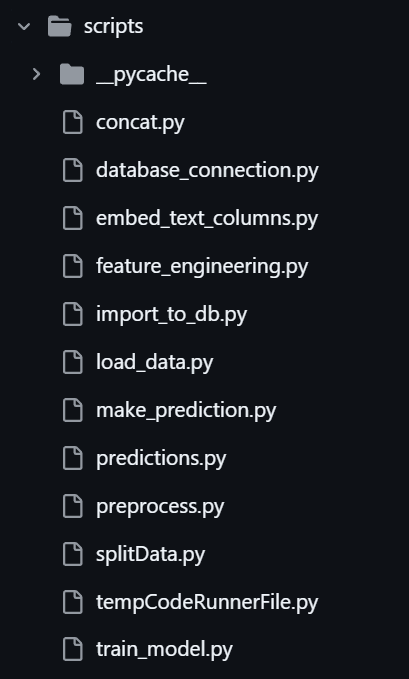 scripts
__pycache__
concat.py
database_connection.py
embed_text_columns.py
feature_engineering.py
import_to_db.py
load_data.py
make_prediction.py
predictions.py
preprocess.py
splitData.py
tempCodeRunnerFile.py
train_model.py